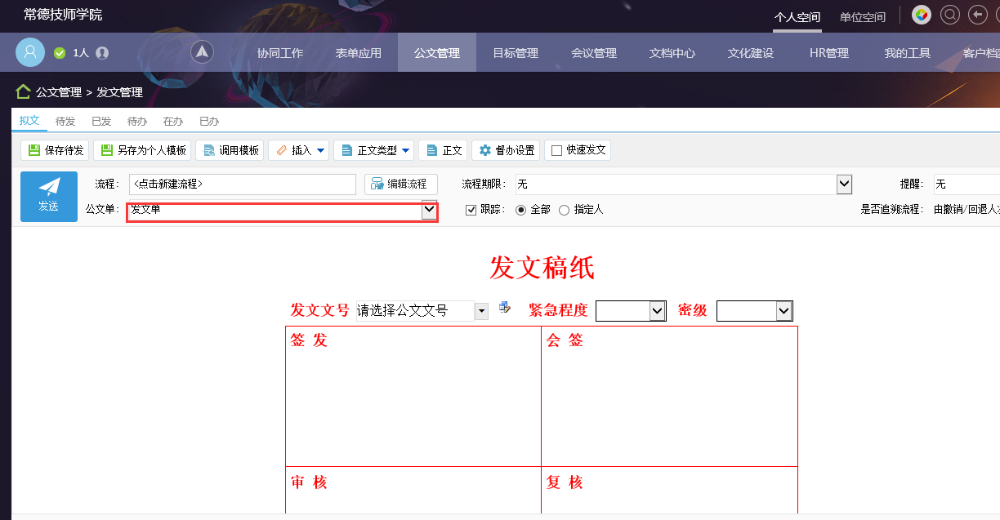 常德技师学院
个人空间 单位空间
1人 协同工作 表单应用 公文管理 目标管理 会议管理 文档中心 文化建设 HR管理 我的工具 客户档
公文管理 > 发文管理
拟文 待发 已发 待办 在办 已办
保存待发 另存为个人模板 调用模板 插入 正文类型 正文 督办设置 快速发文
发送
流程： <点击新建流程> 编辑流程 流程期限： 无 提醒： 无
公文单： 发文单 跟踪： 全部 指定人 是否追溯流程： 由撤销/回退人
发文稿纸
发文文号 请选择公文文号 紧急程度 密级
签 发 会 签
审 核 复 核